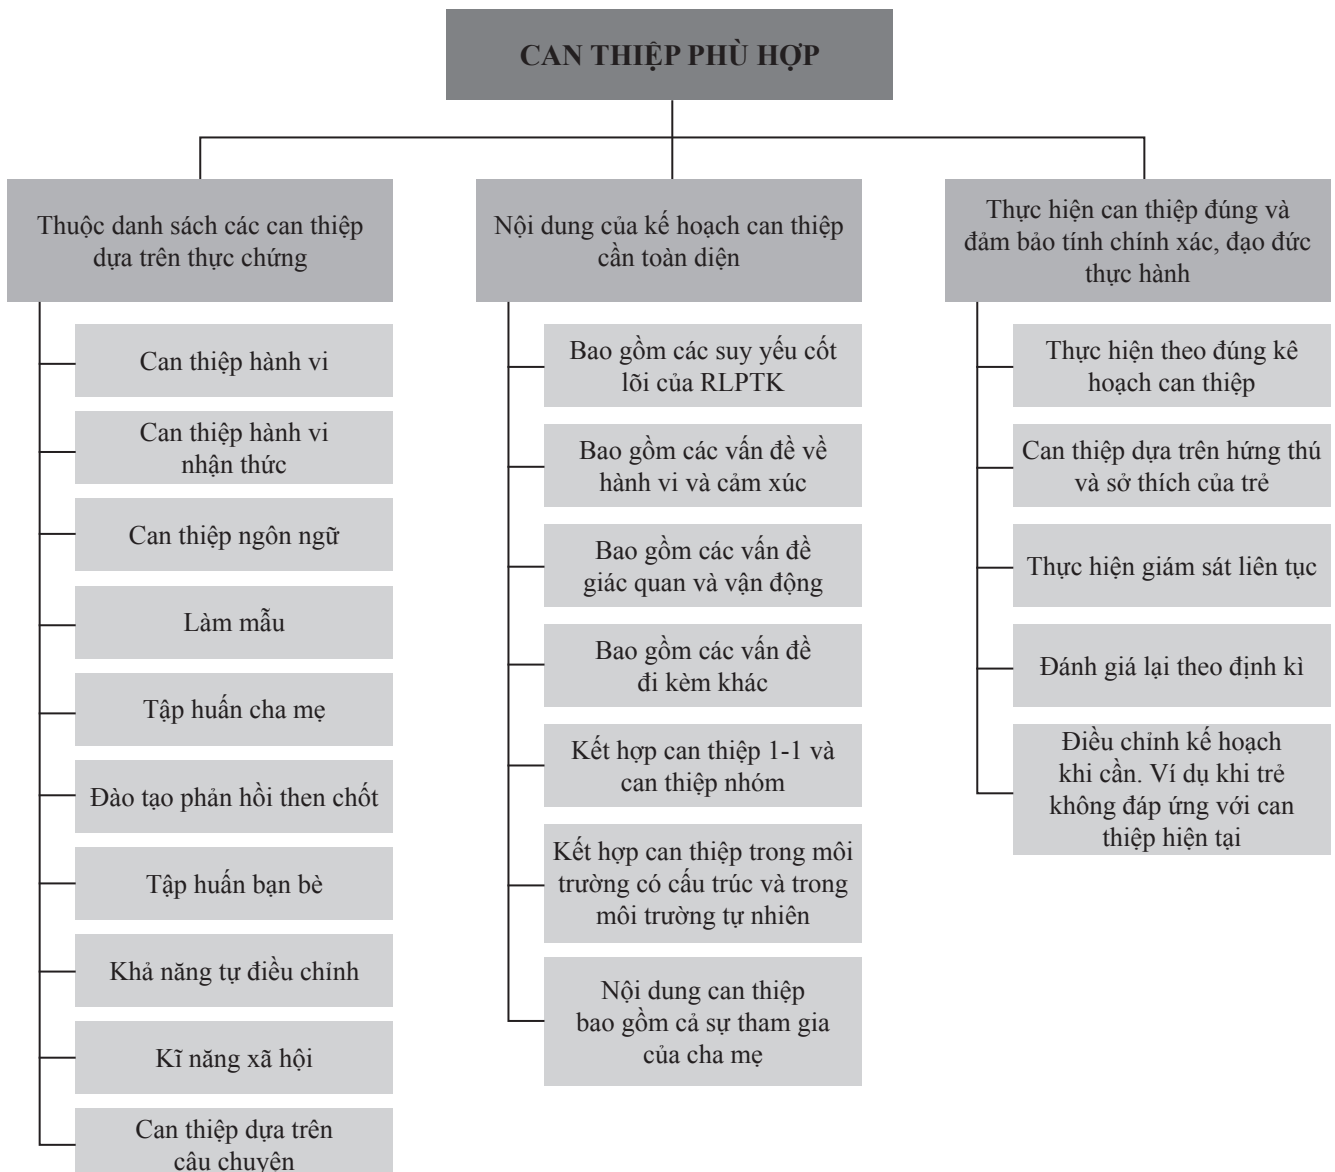 CAN THIỆP PHÙ HỢP
Thuộc danh sách các can thiệp
dựa trên thực chứng
Can thiệp hành vi
Can thiệp hành vi
nhận thức
Can thiệp ngôn ngữ
Làm mẫu
Tập huấn cha mẹ
Đào tạo phản hồi then chốt
Tập huấn bạn bè
Khả năng tự điều chỉnh
Kĩ năng xã hội
Can thiệp dựa trên
câu chuyện
Nội dung của kế hoạch can thiệp
cần toàn diện
Bao gồm các suy yếu cốt
lõi của RLPTK
Bao gồm các vấn đề về
hành vi và cảm xúc
Bao gồm các vấn đề
giác quan và vận động
Bao gồm các vấn đề
đi kèm khác
Kết hợp can thiệp 1-1 và
can thiệp nhóm
Kết hợp can thiệp trong môi
trường có cấu trúc và trong
môi trường tự nhiên
Nội dung can thiệp
bao gồm cả sự tham gia
của cha mẹ
Thực hiện can thiệp đúng và
đảm bảo tính chính xác, đạo đức
thực hành
Thực hiện theo đúng kê
hoạch can thiệp
Can thiệp dựa trên hứng thú
và sở thích của trẻ
Thực hiện giám sát liên tục
Đánh giá lại theo định kì
Điều chỉnh kế hoạch
khi cần. Ví dụ khi trẻ
không đáp ứng với can
thiệp hiện tại